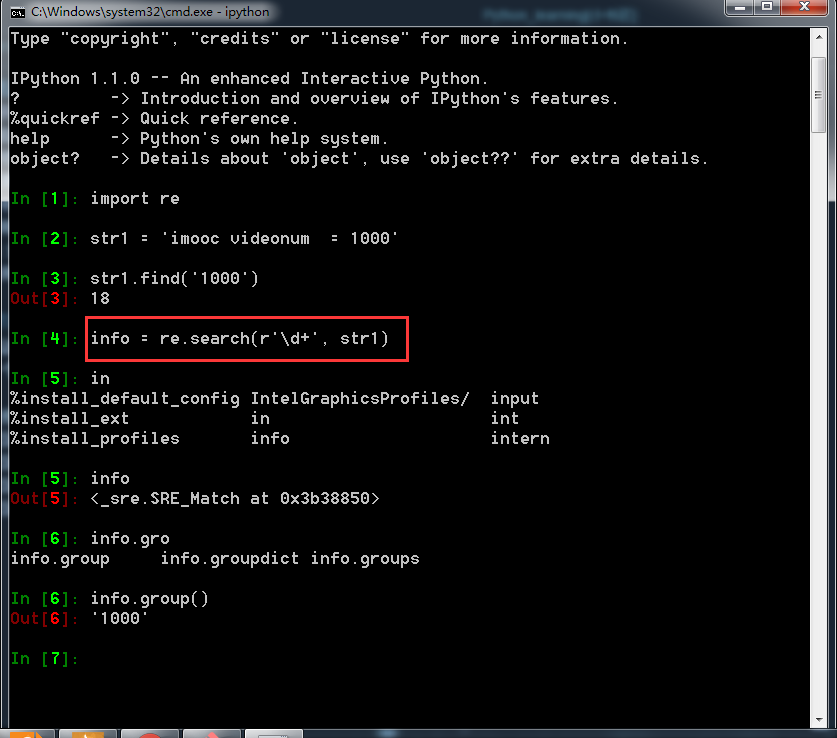 C:\Windows\system32\cmd.exe - ipython
Type "copyright", "credits" or "license" for more information.
IPython 1.1.0 -- An enhanced Interactive Python.
?         -> Introduction and overview of IPython's features.
%quickref -> Quick reference.
help      -> Python's own help system.
object?   -> Details about 'object', use 'object??' for extra details.
In [1]: import re
In [2]: str1 = 'imooc videonum  = 1000'
In [3]: str1.find('1000')
Out[3]: 18
In [4]: info = re.search(r'\d+', str1)
In [5]: in
%install_default_config IntelGraphicsProfiles/  input
%install_ext            in                      int
%install_profiles       info                    intern
In [5]: info
Out[5]: <_sre.SRE_Match at 0x3b38850>
In [6]: info.gro
info.group     info.groupdict info.groups
In [6]: info.group()
Out[6]: '1000'
In [7]: